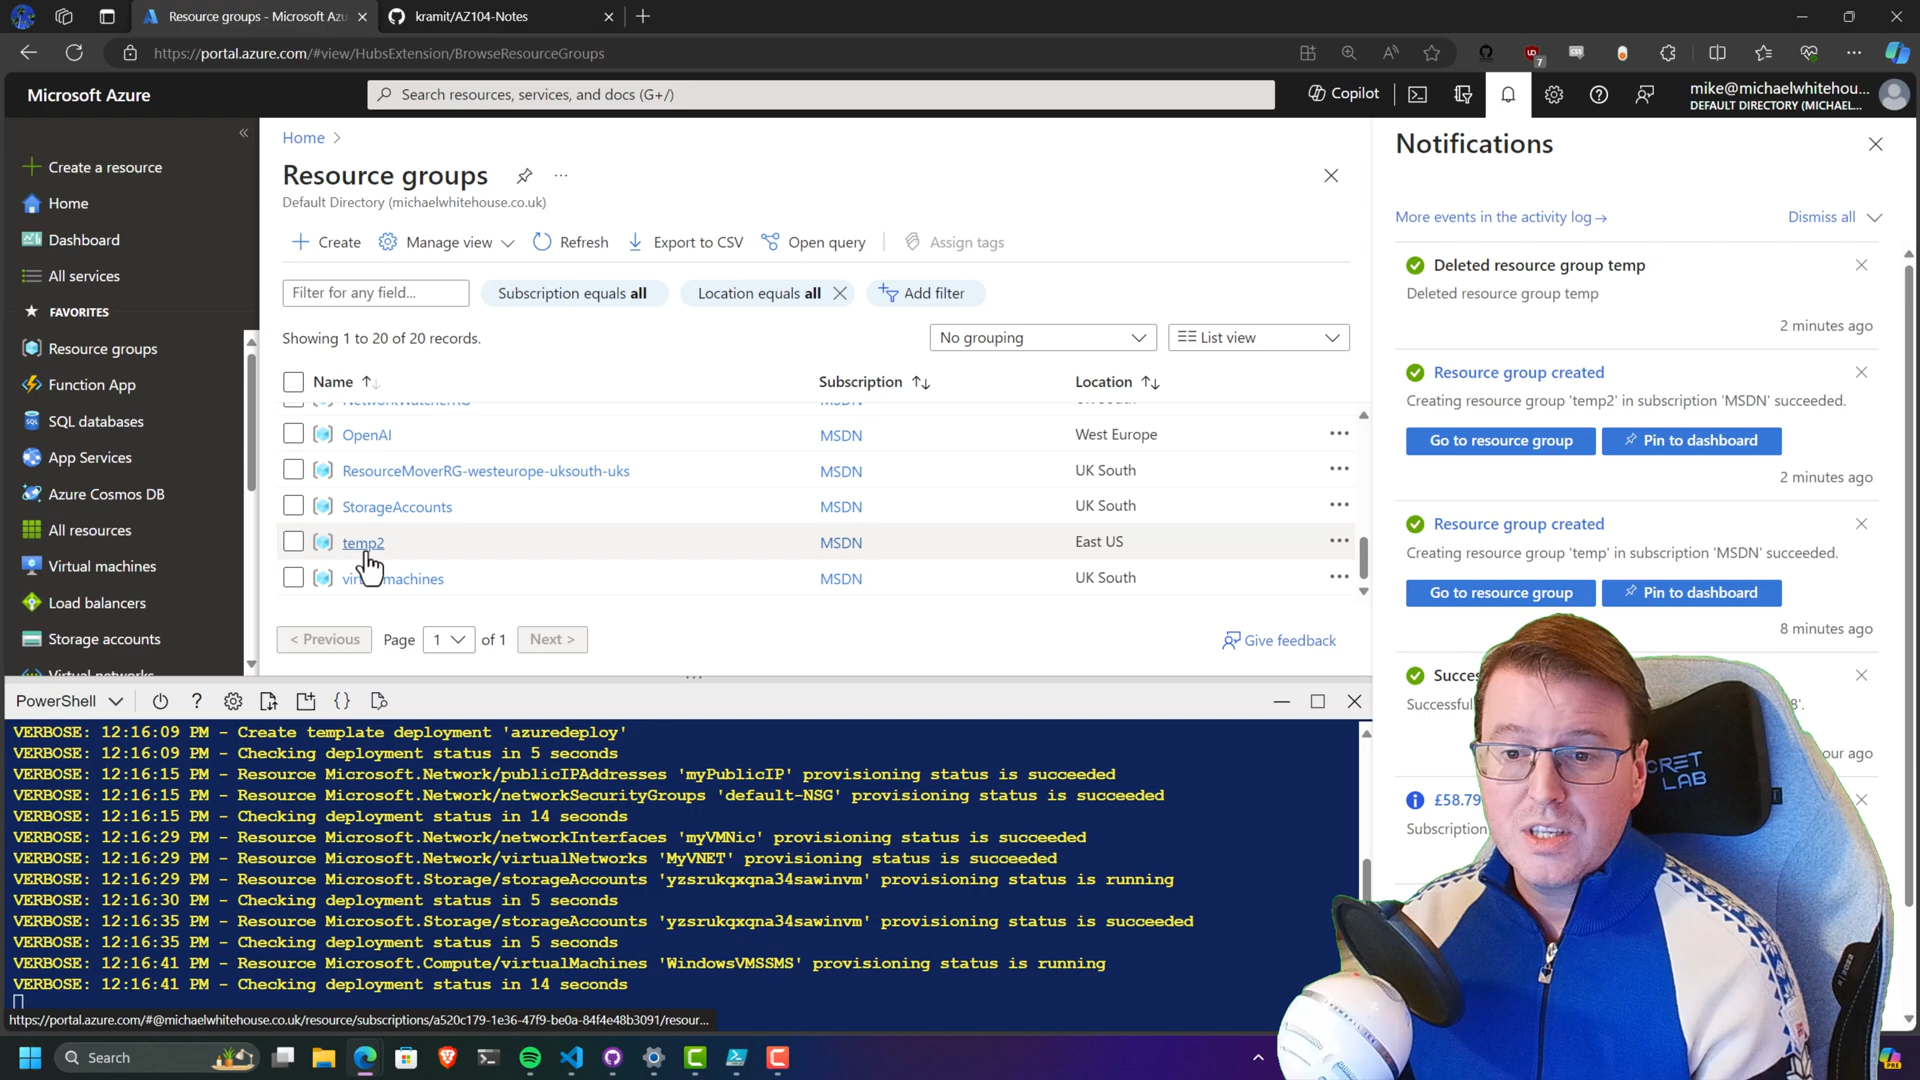 Resource groups - Microsoft Azu
kramit/AZ104-Notes
https://portal.azure.com/#view/HubsExtension/BrowseResourceGroups
7
Microsoft Azure
Search resources, services, and docs (G+/)
Copilot
mike@michaelwhitehou...
DEFAULT DIRECTORY (MICHAEL...
Create a resource
Home
Dashboard
All services
FAVORITES
Resource groups
Function App
SQL databases
App Services
Azure Cosmos DB
All resources
Virtual machines
Load balancers
Storage accounts
Virtual networks
Home
Resource groups
Default Directory (michaelwhitehouse.co.uk)
Create
Manage view
Refresh
Export to CSV
Open query
Assign tags
Filter for any field...
Subscription equals all
Location equals all
Add filter
Showing 1 to 20 of 20 records.
No grouping
List view
Name
Subscription
Location
NetworkWatcherRG MSDN UK South
OpenAI MSDN West Europe
ResourceMoverRG-westeurope-uksouth-uks MSDN UK South
StorageAccounts MSDN UK South
temp2 MSDN East US
machines MSDN UK South
< Previous
Page
1
of 1
Next >
Give feedback
Notifications
More events in the activity log
Dismiss all
Deleted resource group temp
Deleted resource group temp
2 minutes ago
Resource group created
Creating resource group 'temp2' in subscription 'MSDN' succeeded.
Go to resource group
Pin to dashboard
2 minutes ago
Resource group created
Creating resource group 'temp' in subscription 'MSDN' succeeded.
Go to resource group
Pin to dashboard
8 minutes ago
£58.79
Subscription
PowerShell
VERBOSE: 12:16:09 PM - Create template deployment 'azuredeploy'
VERBOSE: 12:16:09 PM - Checking deployment status in 5 seconds
VERBOSE: 12:16:15 PM - Resource Microsoft.Network/publicIPAddresses 'myPublicIP' provisioning status is succeeded
VERBOSE: 12:16:15 PM - Resource Microsoft.Network/networkSecurityGroups 'default-NSG' provisioning status is succeeded
VERBOSE: 12:16:15 PM - Checking deployment status in 14 seconds
VERBOSE: 12:16:29 PM - Resource Microsoft.Network/networkInterfaces 'myVMNic' provisioning status is succeeded
VERBOSE: 12:16:29 PM - Resource Microsoft.Network/virtualNetworks 'MyVNET' provisioning status is succeeded
VERBOSE: 12:16:29 PM - Resource Microsoft.Storage/storageAccounts 'yzsrukqxqna34sawinvm' provisioning status is running
VERBOSE: 12:16:30 PM - Checking deployment status in 5 seconds
VERBOSE: 12:16:35 PM - Resource Microsoft.Storage/storageAccounts 'yzsrukqxqna34sawinvm' provisioning status is succeeded
VERBOSE: 12:16:35 PM - Checking deployment status in 5 seconds
VERBOSE: 12:16:41 PM - Resource Microsoft.Compute/virtualMachines 'WindowsVMSSMS' provisioning status is running
VERBOSE: 12:16:41 PM - Checking deployment status in 14 seconds
https://portal.azure.com/#@michaelwhitehouse.co.uk/resource/subscriptions/a520c179-1e36-47f9-be0a-84f4e48b3091/resour...
Search